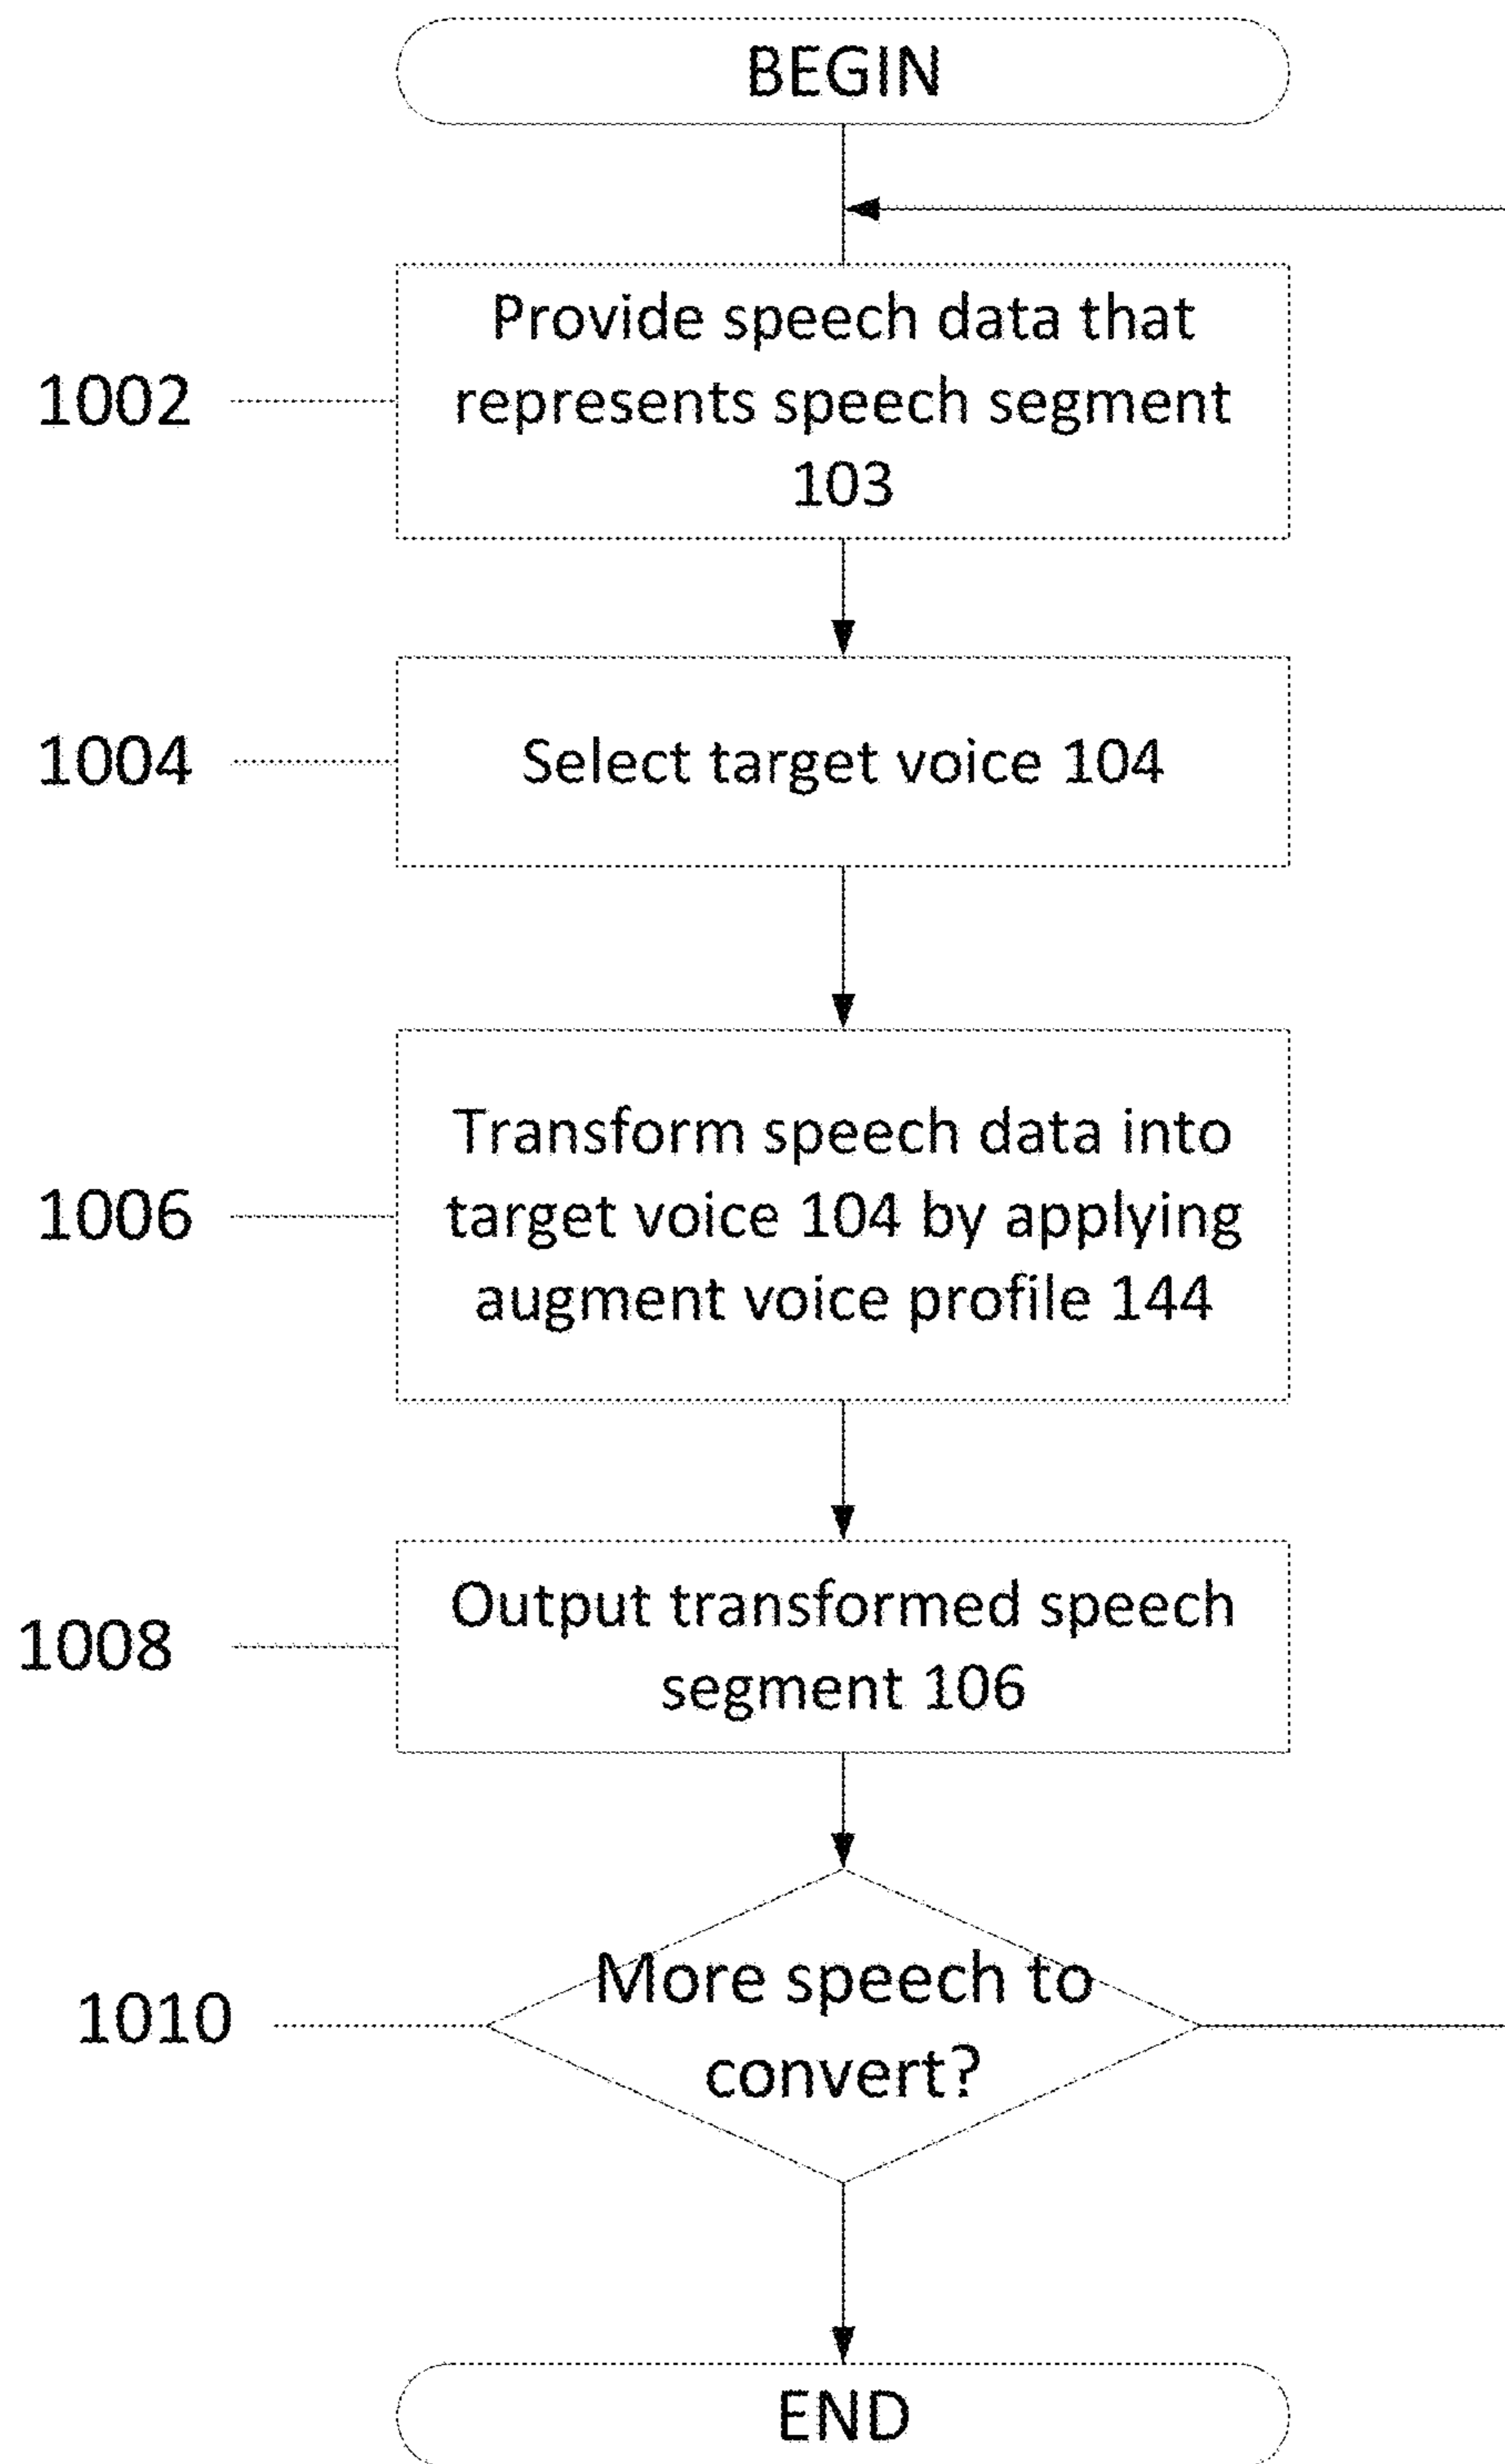 BEGIN
Provide speech data that
1002
represents speech segment
103
1004
Select target voice 104
Transform speech data into
1006
target voice 104 by applying
augment voice profile 144
Output transformed speech
1008
segment 106
More speech to
1010
convert?
END